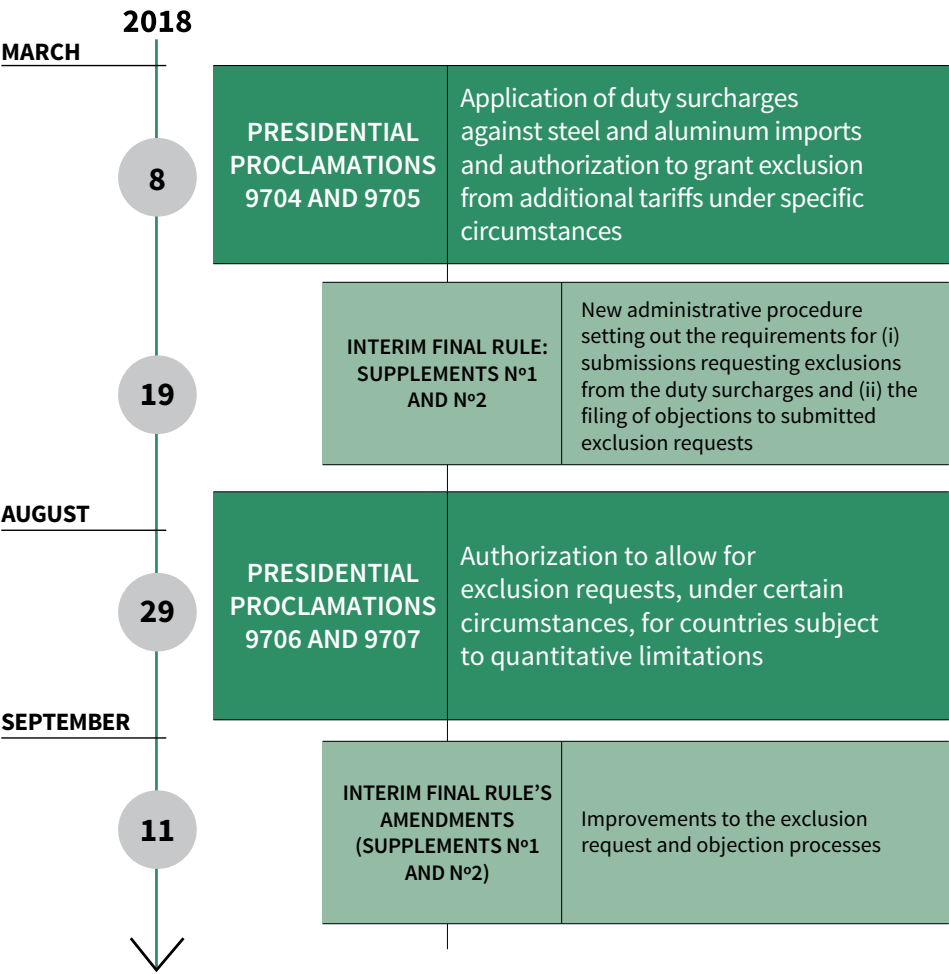 2018
MARCH
8
PRESIDENTIAL
PROCLAMATIONS
9704 AND 9705
Application of duty surcharges
against steel and aluminum imports
and authorization to grant exclusion
from additional tariffs under specific
circumstances
19
INTERIM FINAL RULE:
SUPPLEMENTS Nº1
AND Nº2
New administrative procedure
setting out the requirements for (i)
submissions requesting exclusions
from the duty surcharges and (ii) the
filing of objections to submitted
exclusion requests
AUGUST
29
PRESIDENTIAL
PROCLAMATIONS
9706 AND 9707
Authorization to allow for
exclusion requests, under certain
circumstances, for countries subject
to quantitative limitations
SEPTEMBER
11
INTERIM FINAL RULE’S
AMENDMENTS
(SUPPLEMENTS Nº1
AND Nº2)
Improvements to the exclusion
request and objection processes